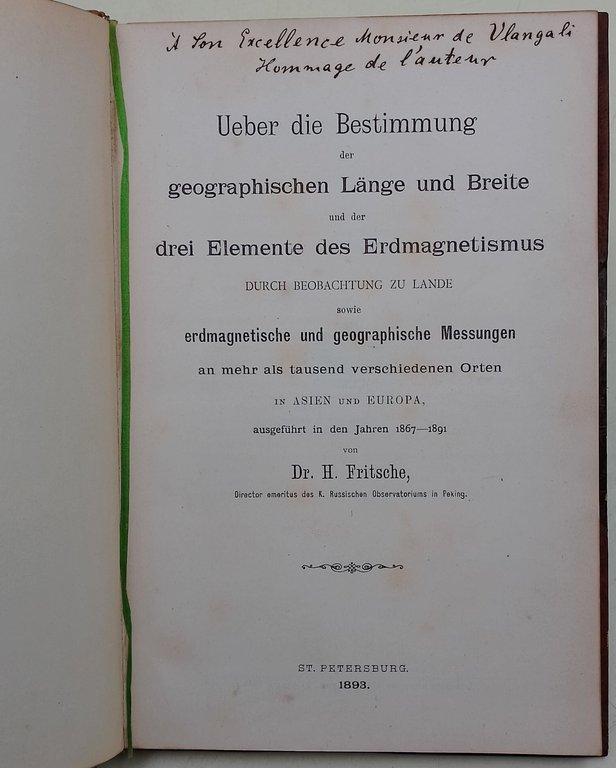 A Son Excellence Monsieur de Vlangali
Hommage de l'auteur
Ueber die Bestimmung
der
geographischen Länge und Breite
und der
drei Elemente des Erdmagnetismus
DURCH BEOBACHTUNG ZU LANDE
sowie
erdmagnetische und geographische Messungen
an mehr als tausend verschiedenen Orten
IN ASIEN UND EUROPA,
ausgeführt in den Jahren 1867—1891
von
Dr. H. Fritsche,
Director emeritus des K. Russischen Observatoriums in Peking.
ST. PETERSBURG.
1893.